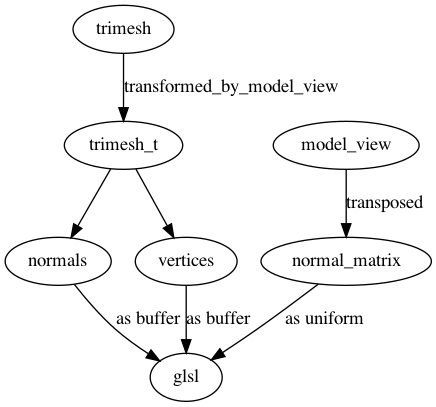 trimesh
transformed_by_model_view
trimesh_t
model_view
transposed
normals
vertices
normal_matrix
as buffer
as buffer
as uniform
glsl